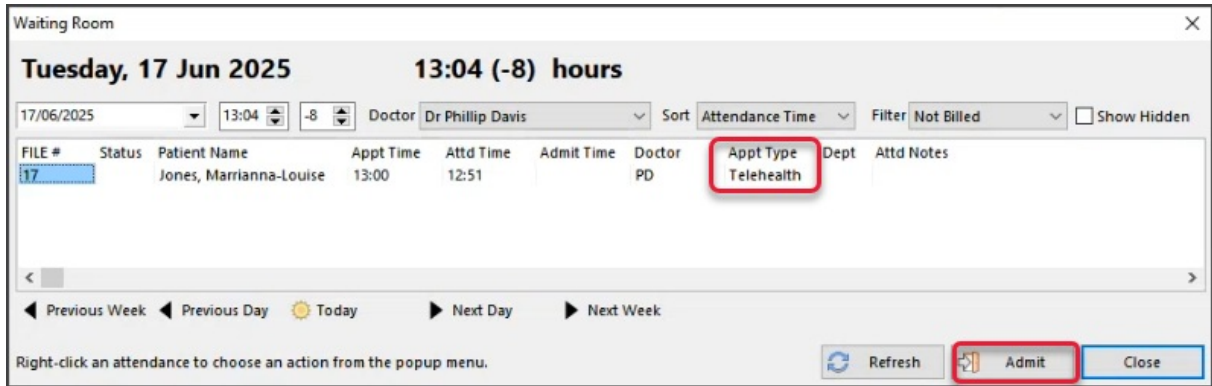 Waiting Room
Tuesday, 17 Jun 2025 13:04 (-8) hours
17/06/2025 13:04 -8 Doctor Dr Phillip Davis Sort Attendance Time Filter Not Billed Show Hidden
FILE # Status Patient Name Appt Time Attd Time Admit Time Doctor Appt Type Dept Attd Notes
17 Jones, Marrianna-Louise 13:00 12:51 PD Telehealth
Previous Week Previous Day Today Next Day Next Week
Right-click an attendance to choose an action from the popup menu. Refresh Admit Close